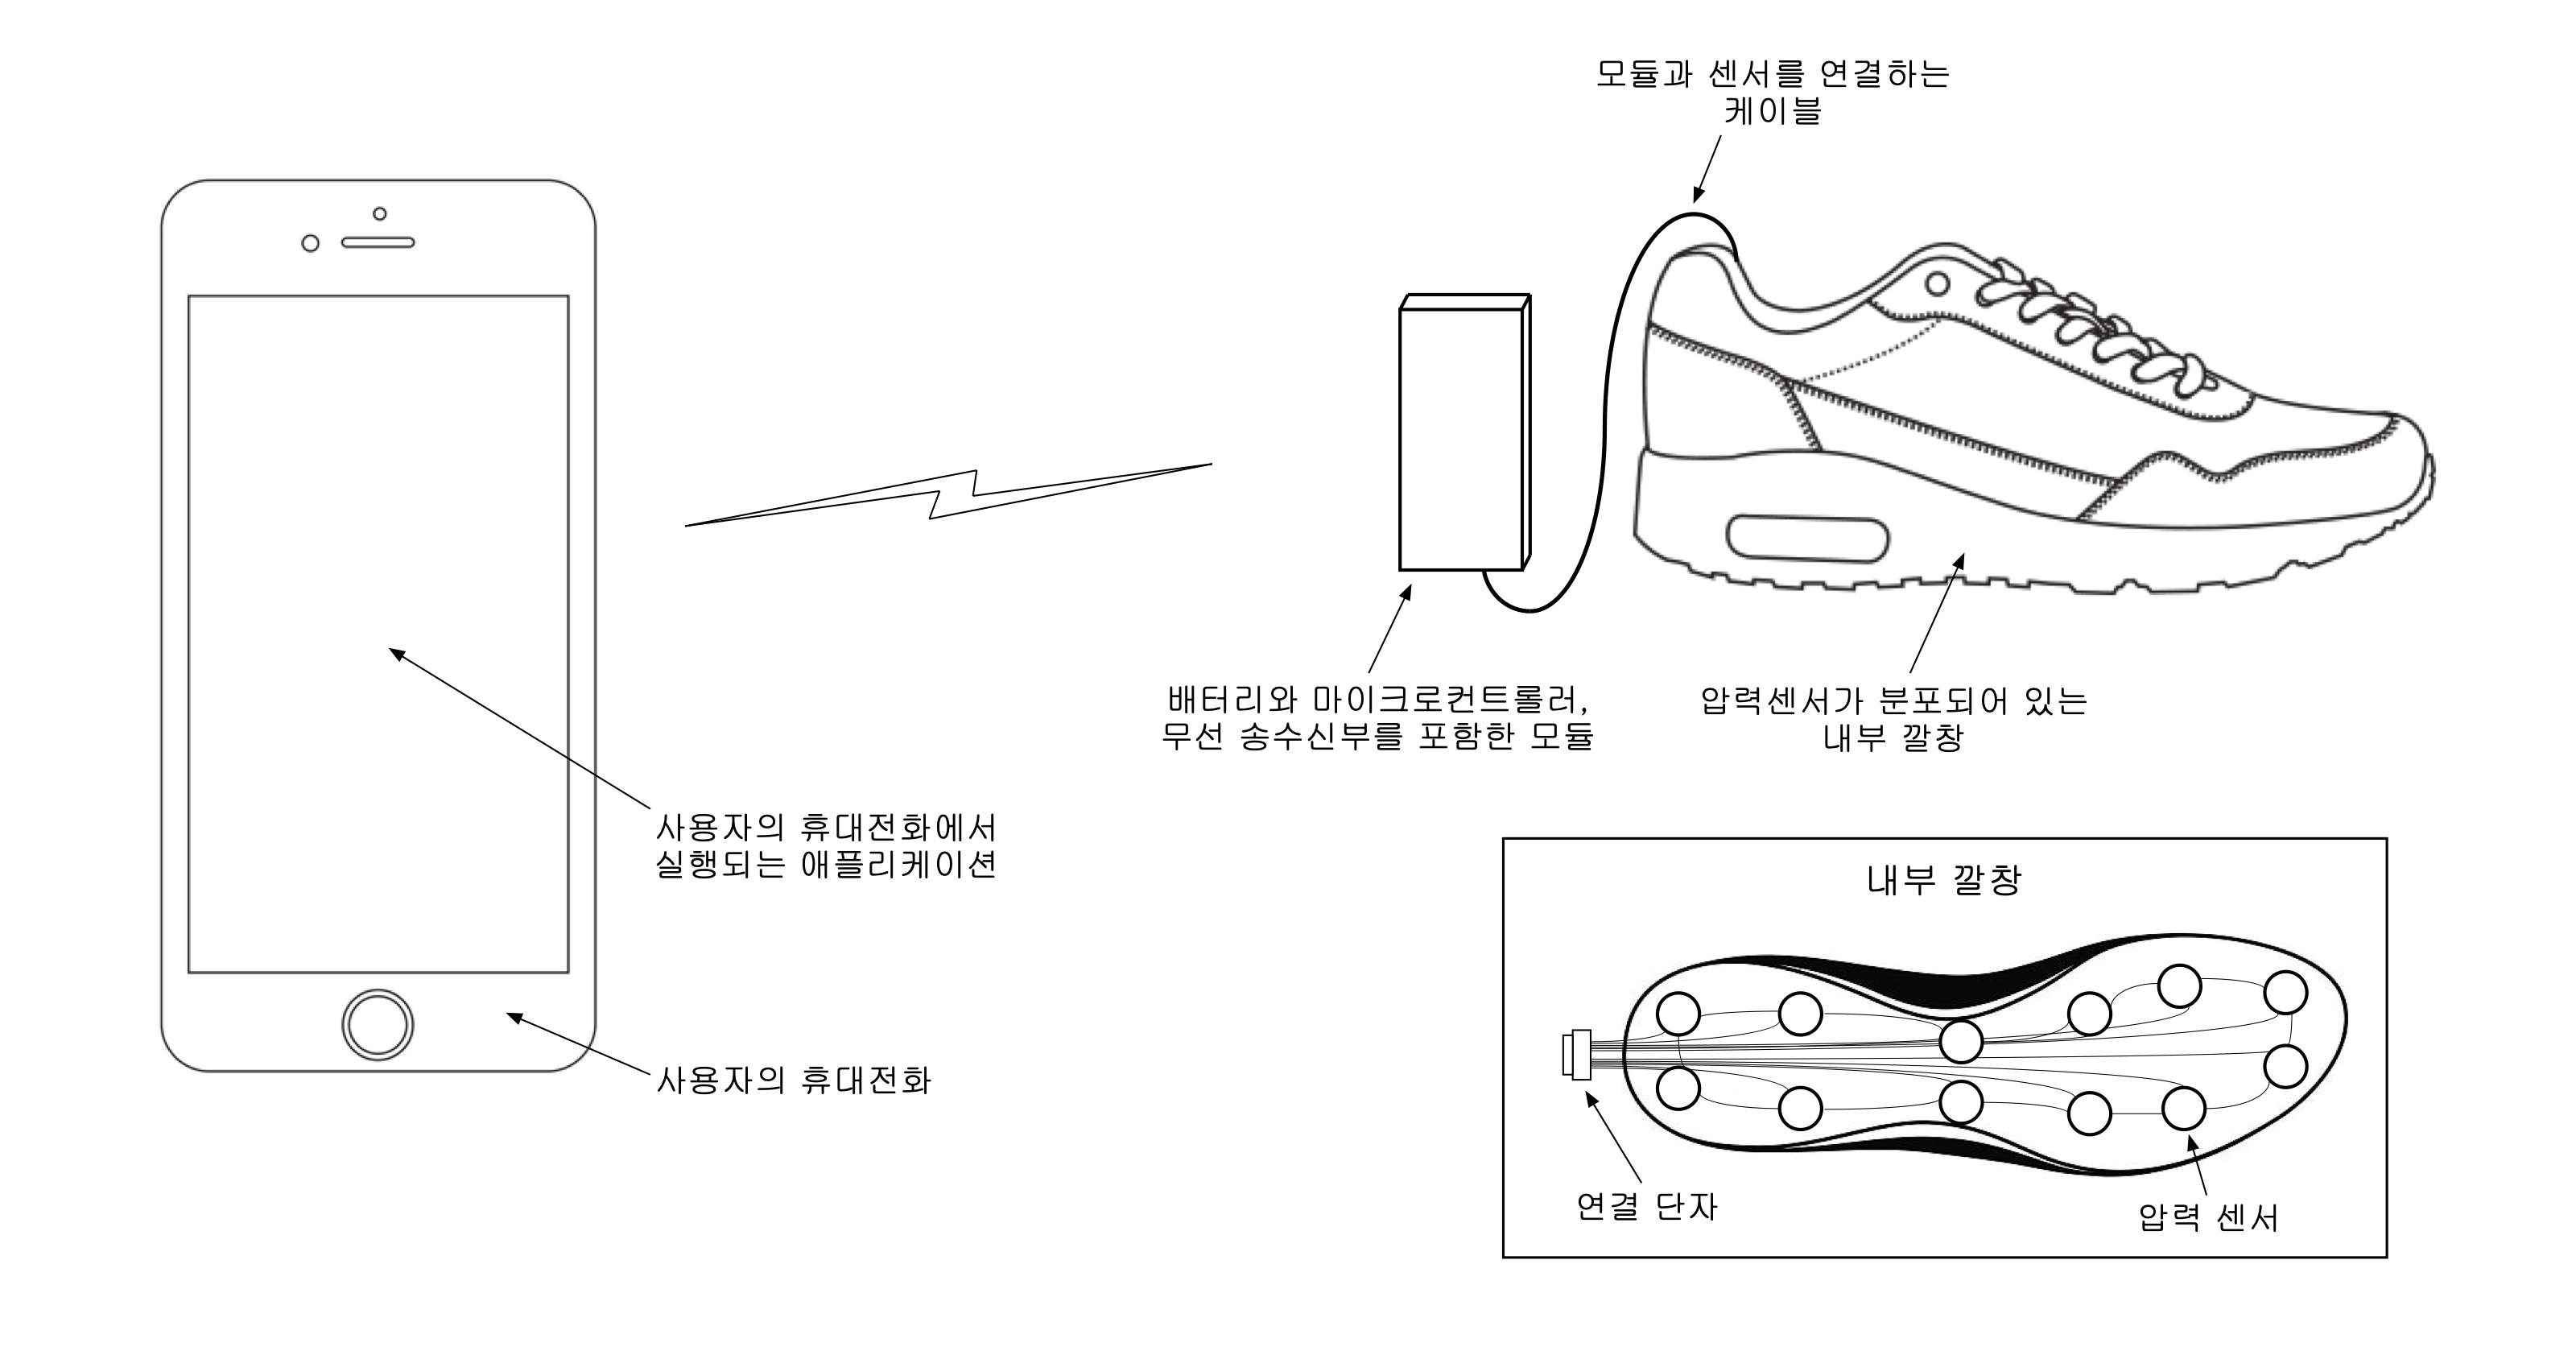 모듈과 센서를 연결하는
케이블
배터리와 마이크로컨트롤러,
무선 송수신부를 포함한 모듈
압력센서가 분포되어 있는
내부 깔창
사용자의 휴대전화에서
실행되는 애플리케이션
사용자의 휴대전화
내부 깔창
연결 단자
압력 센서